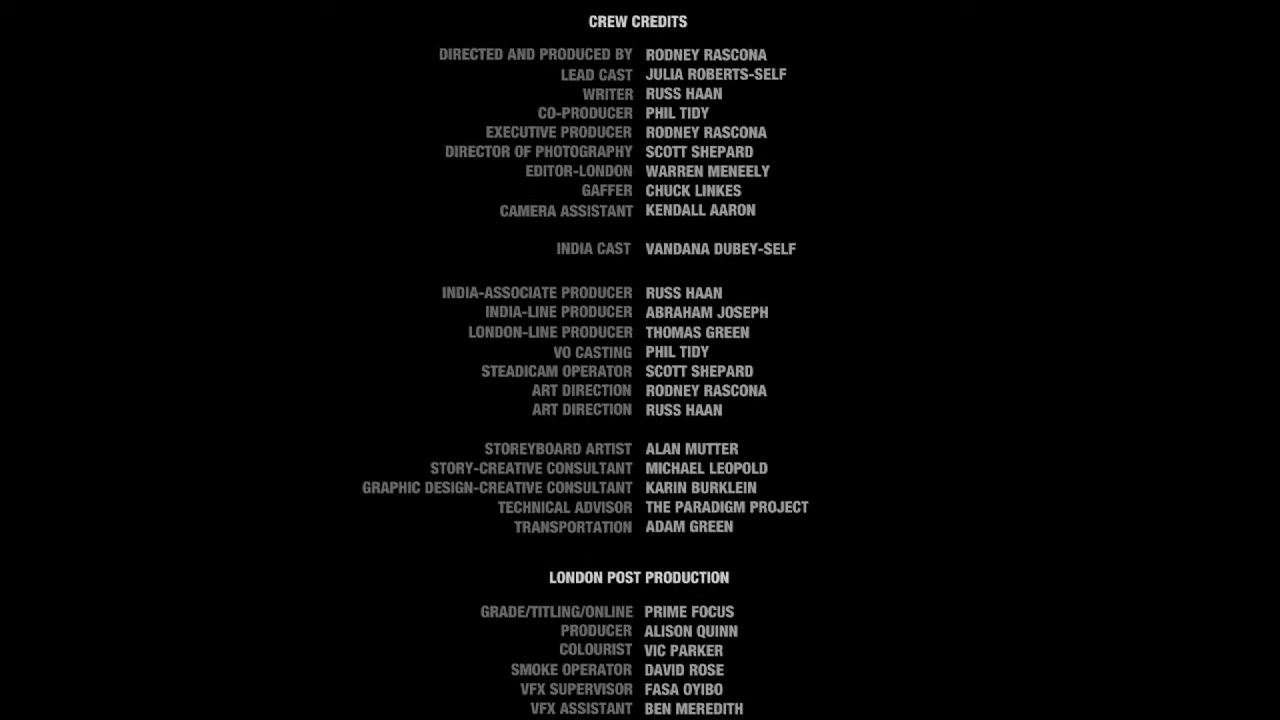 CREW CREDITS
DIRECTED AND PRODUCED BY RODNEY RASCONA
LEAD CAST JULIA ROBERTS-SELF
WRITER RUSS HAAN
CO-PRODUCER PHIL TIDY
EXECUTIVE PRODUCER RODNEY RASCONA
DIRECTOR OF PHOTOGRAPHY SCOTT SHEPARD
EDITOR-LONDON WARREN MENEELY
GAFFER CHUCK LINKES
CAMERA ASSISTANT KENDALL AARON
INDIA CAST VANDANA DUBEY-SELF
INDIA-ASSOCIATE PRODUCER RUSS HAAN
INDIA-LINE PRODUCER ABRAHAM JOSEPH
LONDON-LINE PRODUCER THOMAS GREEN
VO CASTING PHIL TIDY
STEADICAM OPERATOR SCOTT SHEPARD
ART DIRECTION RODNEY RASCONA
ART DIRECTION RUSS HAAN
STOREYBOARD ARTIST ALAN MUTTER
STORY-CREATIVE CONSULTANT MICHAEL LEOPOLD
GRAPHIC DESIGN-CREATIVE CONSULTANT KARIN BURKLEIN
TECHNICAL ADVISOR THE PARADIGM PROJECT
TRANSPORTATION ADAM GREEN
LONDON POST PRODUCTION
GRADE/TITLING/ONLINE PRIME FOCUS
PRODUCER ALISON QUINN
COLOURIST VIC PARKER
SMOKE OPERATOR DAVID ROSE
VFX SUPERVISOR FASA OYIBO
VFX ASSISTANT BEN MEREDITH